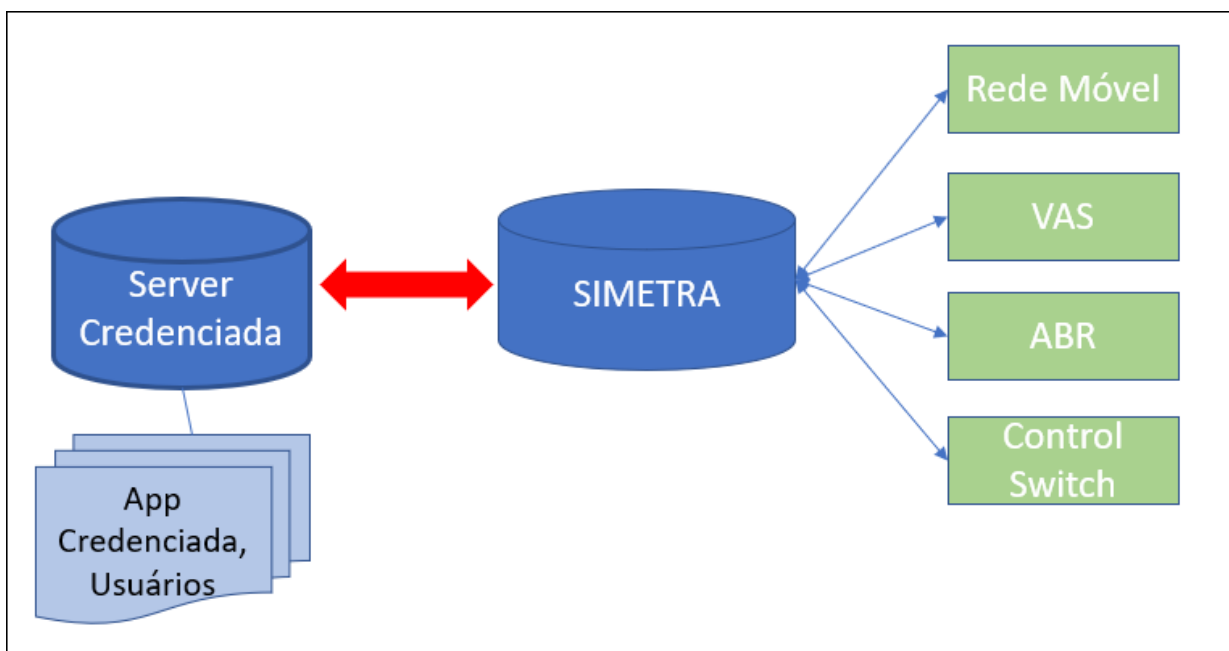 Rede Móvel
VAS
Server
Credenciada
SIMETRA
ABR
Control
Switch
App
Credenciada,
Usuários